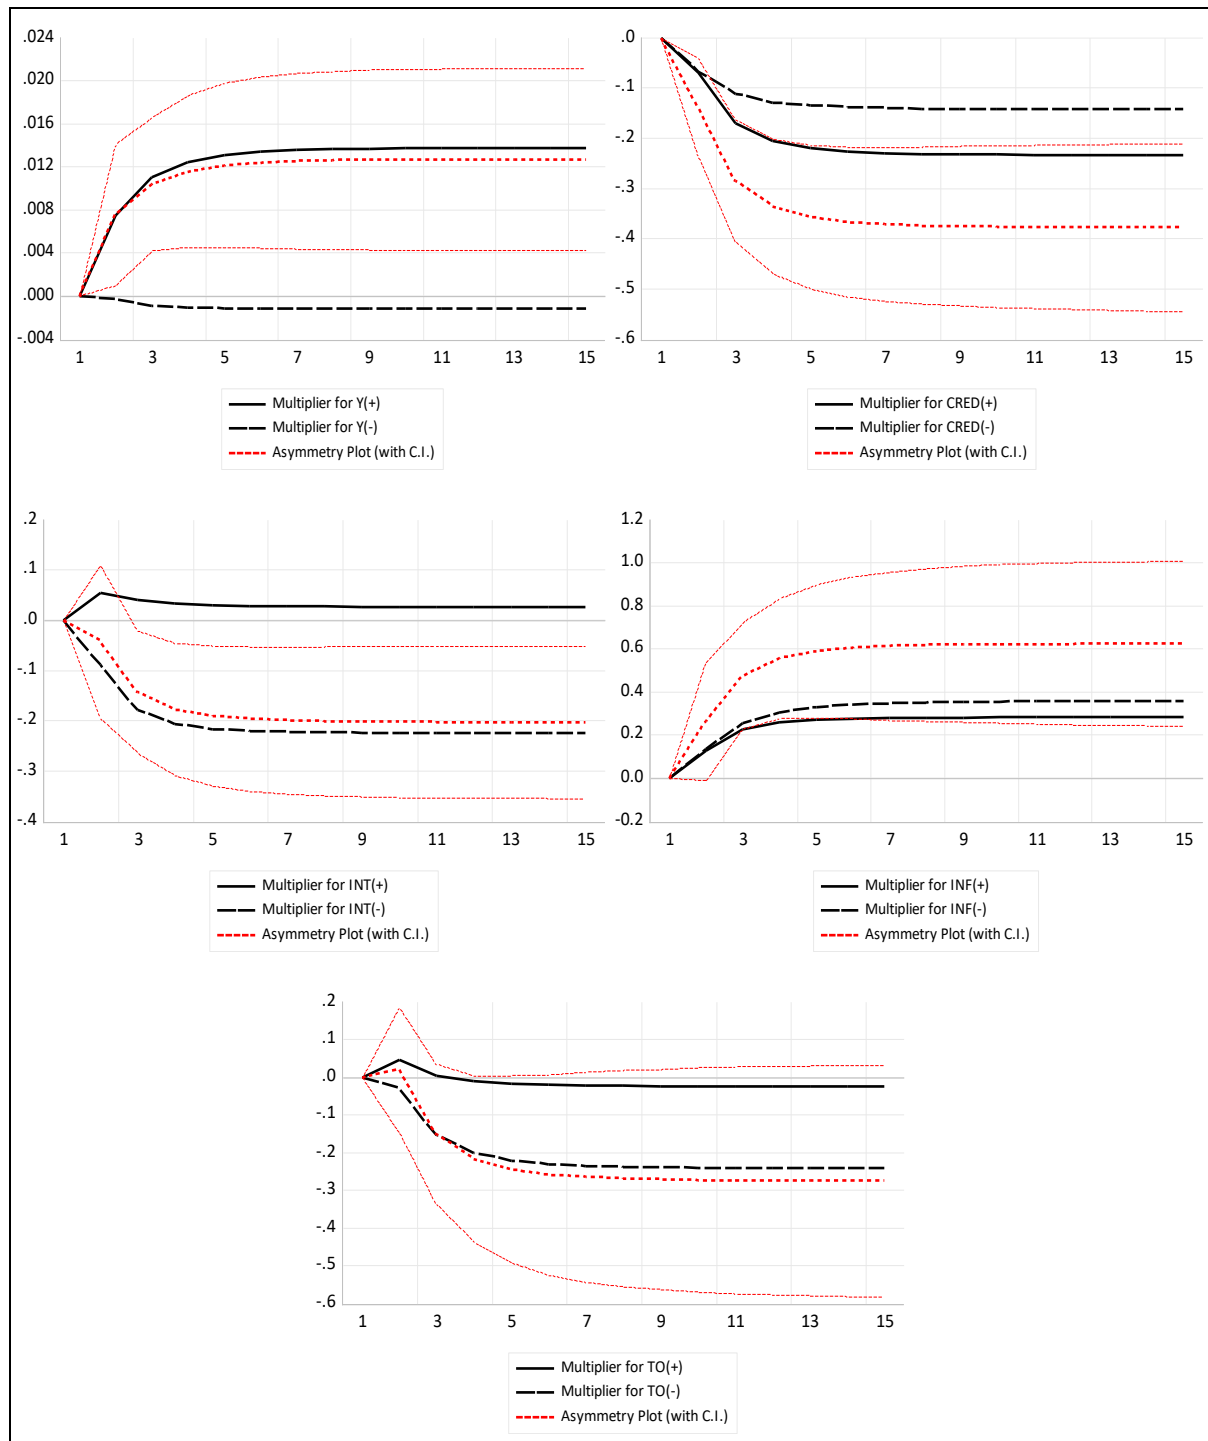 .024
.020
.016
.012
.008
.004
.000
-.004
1 3 5 7 9 11 13 15
Multiplier for Y(+)
Multiplier for Y(-)
Asymmetry Plot (with C.I.)
.0
-.1
-.2
-.3
-.4
-.5
-.6
1 3 5 7 9 11 13 15
Multiplier for CRED(+)
Multiplier for CRED(-)
Asymmetry Plot (with C.I.)
.2
.1
.0
-.1
-.2
-.3
-.4
1 3 5 7 9 11 13 15
Multiplier for INT(+)
Multiplier for INT(-)
Asymmetry Plot (with C.I.)
1.2
1.0
0.8
0.6
0.4
0.2
0.0
-0.2
1 3 5 7 9 11 13 15
Multiplier for INF(+)
Multiplier for INF(-)
Asymmetry Plot (with C.I.)
.2
.1
.0
-.1
-.2
-.3
-.4
-.5
-.6
1 3 5 7 9 11 13 15
Multiplier for TO(+)
Multiplier for TO(-)
Asymmetry Plot (with C.I.)